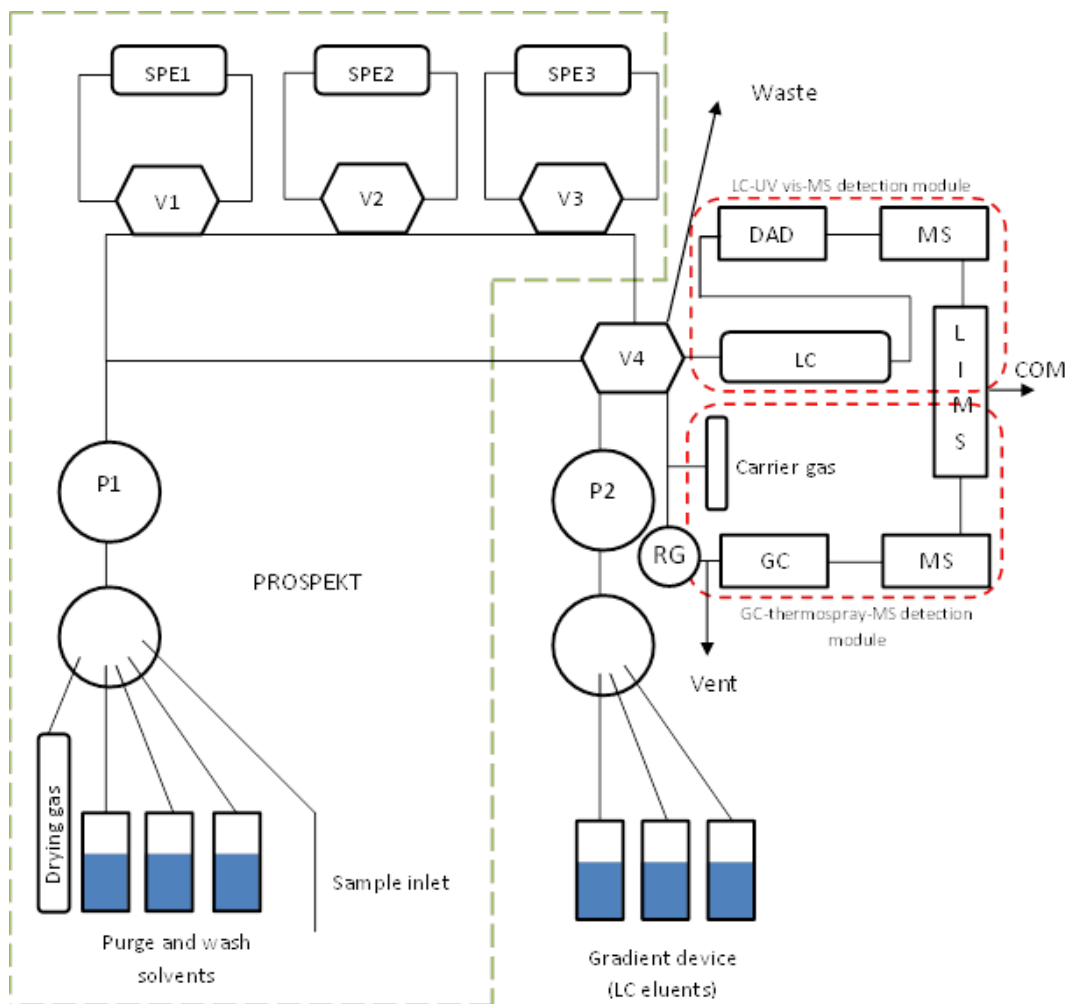 SPE1
SPE2
SPE3
Waste
V1
V2
V3
LC-UV vis-MS detection module
DAD
MS
V4
LC
L
I
M
S
COM
P1
P2
Carrier gas
RG
GC
MS
PROSPEKT
GC-thermospray-MS detection
module
Vent
Drying gas
Sample inlet
Purge and wash
solvents
Gradient device
(LC eluents)